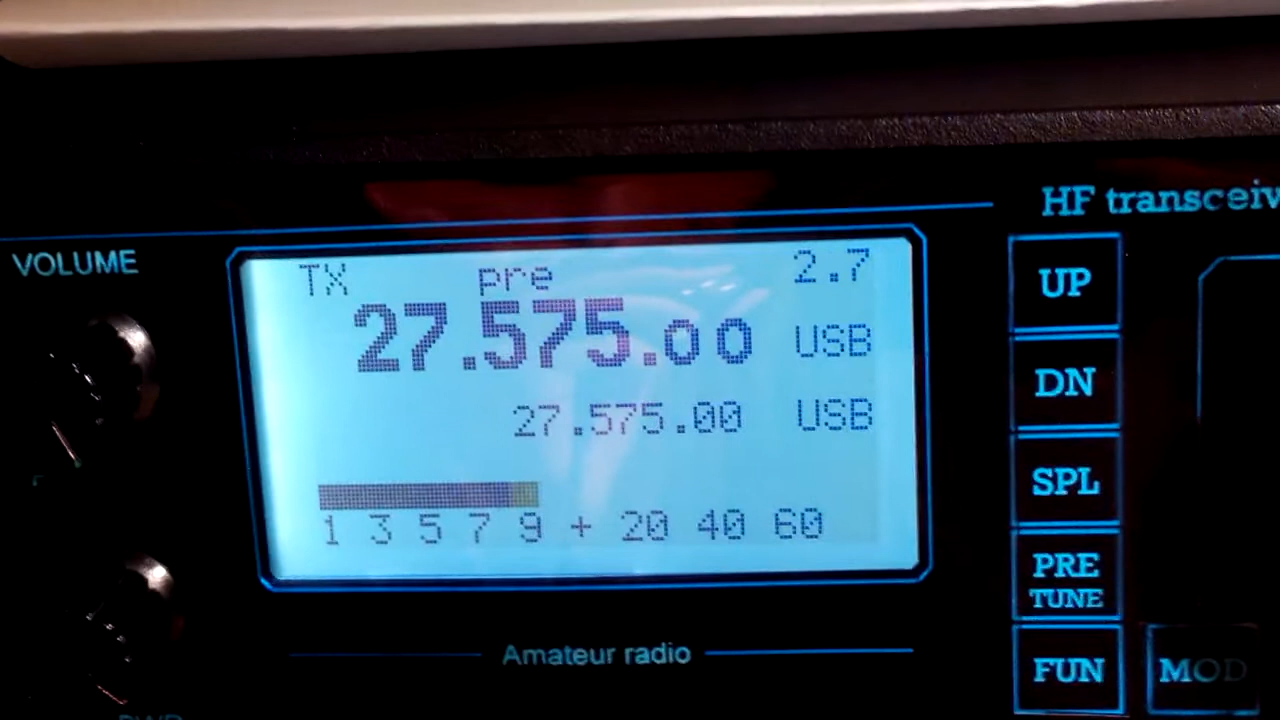 HF transceiv
VOLUME
TX pre 2.7
27.575.00 USB
27.575.00 USB
1 3 5 7 9 + 20 40 60
UP
DN
SPL
PRE
TUNE
FUN
MOD
Amateur radio